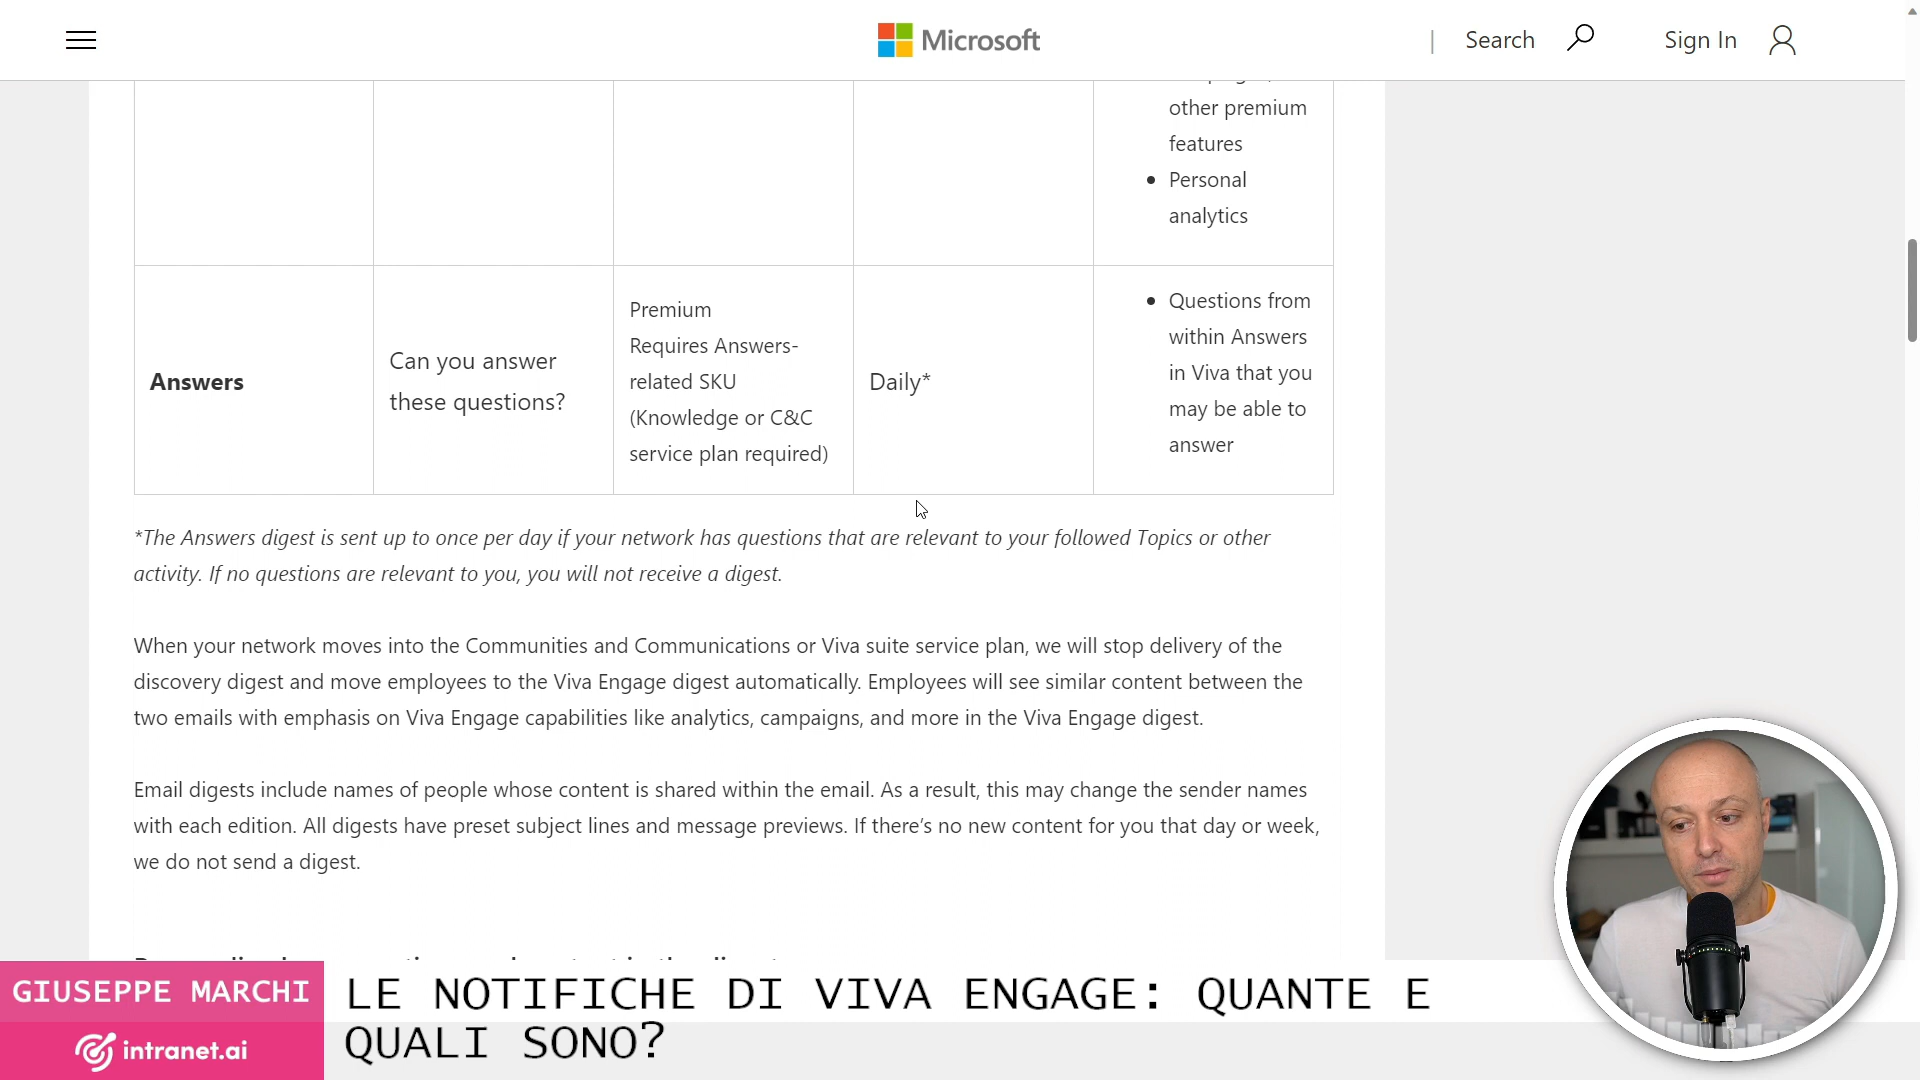 Microsoft
| Search
Sign In
other premium
features
• Personal
analytics
Answers
Can you answer
these questions?
Premium
Requires Answers-
related SKU
(Knowledge or C&C
service plan required)
Daily*
• Questions from
within Answers
in Viva that you
may be able to
answer
*The Answers digest is sent up to once per day if your network has questions that are relevant to your followed Topics or other
activity. If no questions are relevant to you, you will not receive a digest.
When your network moves into the Communities and Communications or Viva suite service plan, we will stop delivery of the
discovery digest and move employees to the Viva Engage digest automatically. Employees will see similar content between the
two emails with emphasis on Viva Engage capabilities like analytics, campaigns, and more in the Viva Engage digest.
Email digests include names of people whose content is shared within the email. As a result, this may change the sender names
with each edition. All digests have preset subject lines and message previews. If there’s no new content for you that day or week,
we do not send a digest.
GIUSEPPE MARCHI
intranet.ai
LE NOTIFICHE DI VIVA ENGAGE: QUANTE E
QUALI SONO?